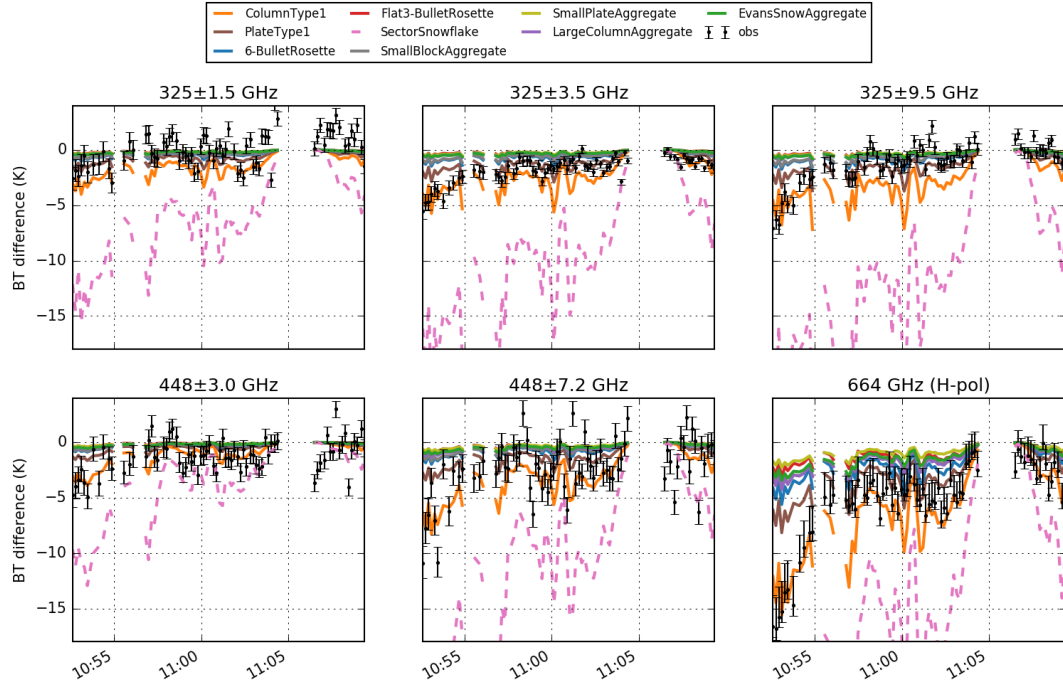 ColumnType1 Flat3-BulletRosette SmallPlateAggregate EvansSnowAggregate
PlateType1 SectorSnowflake LargeColumnAggregate obs
6-BulletRosette SmallBlockAggregate
325±1.5 GHz 325±3.5 GHz 325±9.5 GHz
BT difference (K)
0
−5
−10
−15
448±3.0 GHz 448±7.2 GHz 664 GHz (H-pol)
BT difference (K)
0
−5
−10
−15
10:55 11:00 11:05 10:55 11:00 11:05 10:55 11:00 11:05